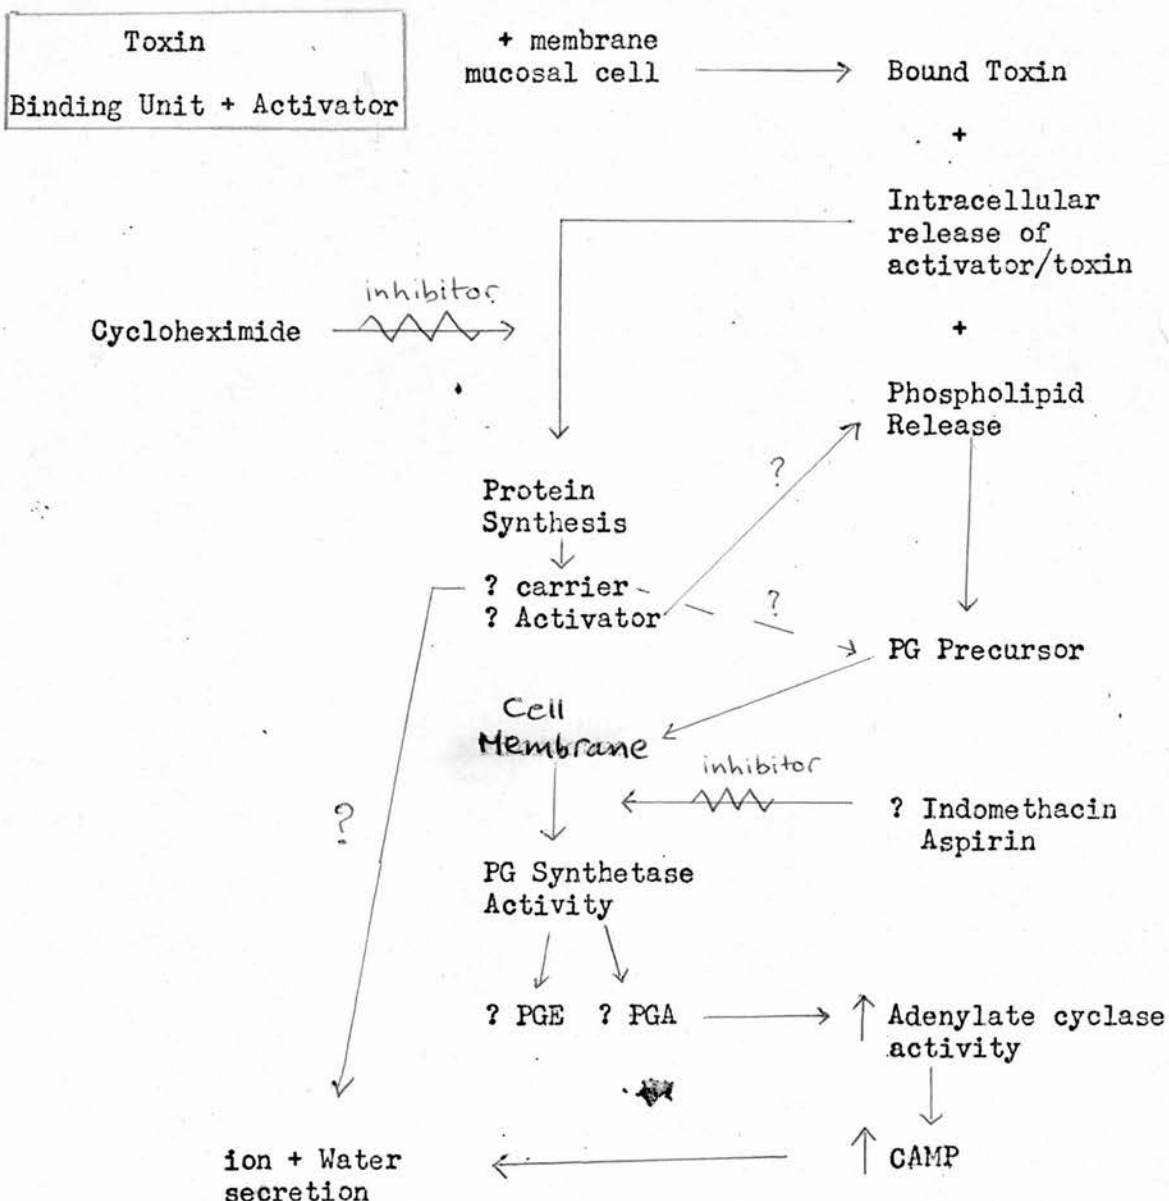 Toxin
Binding Unit + Activator
+ membrane
mucosal cell
Bound Toxin
+
Intracellular
release of
activator/toxin
+
Phospholipid
Release
inhibitor
Cycloheximide
?
Protein
Synthesis
? carrier
? Activator
?
PG Precursor
Cell
Membrane
inhibitor
? Indomethacin
Aspirin
?
PG Synthetase
Activity
? PGE ? PGA
↑ Adenylate cyclase
activity
↑ CAMP
ion + Water
secretion